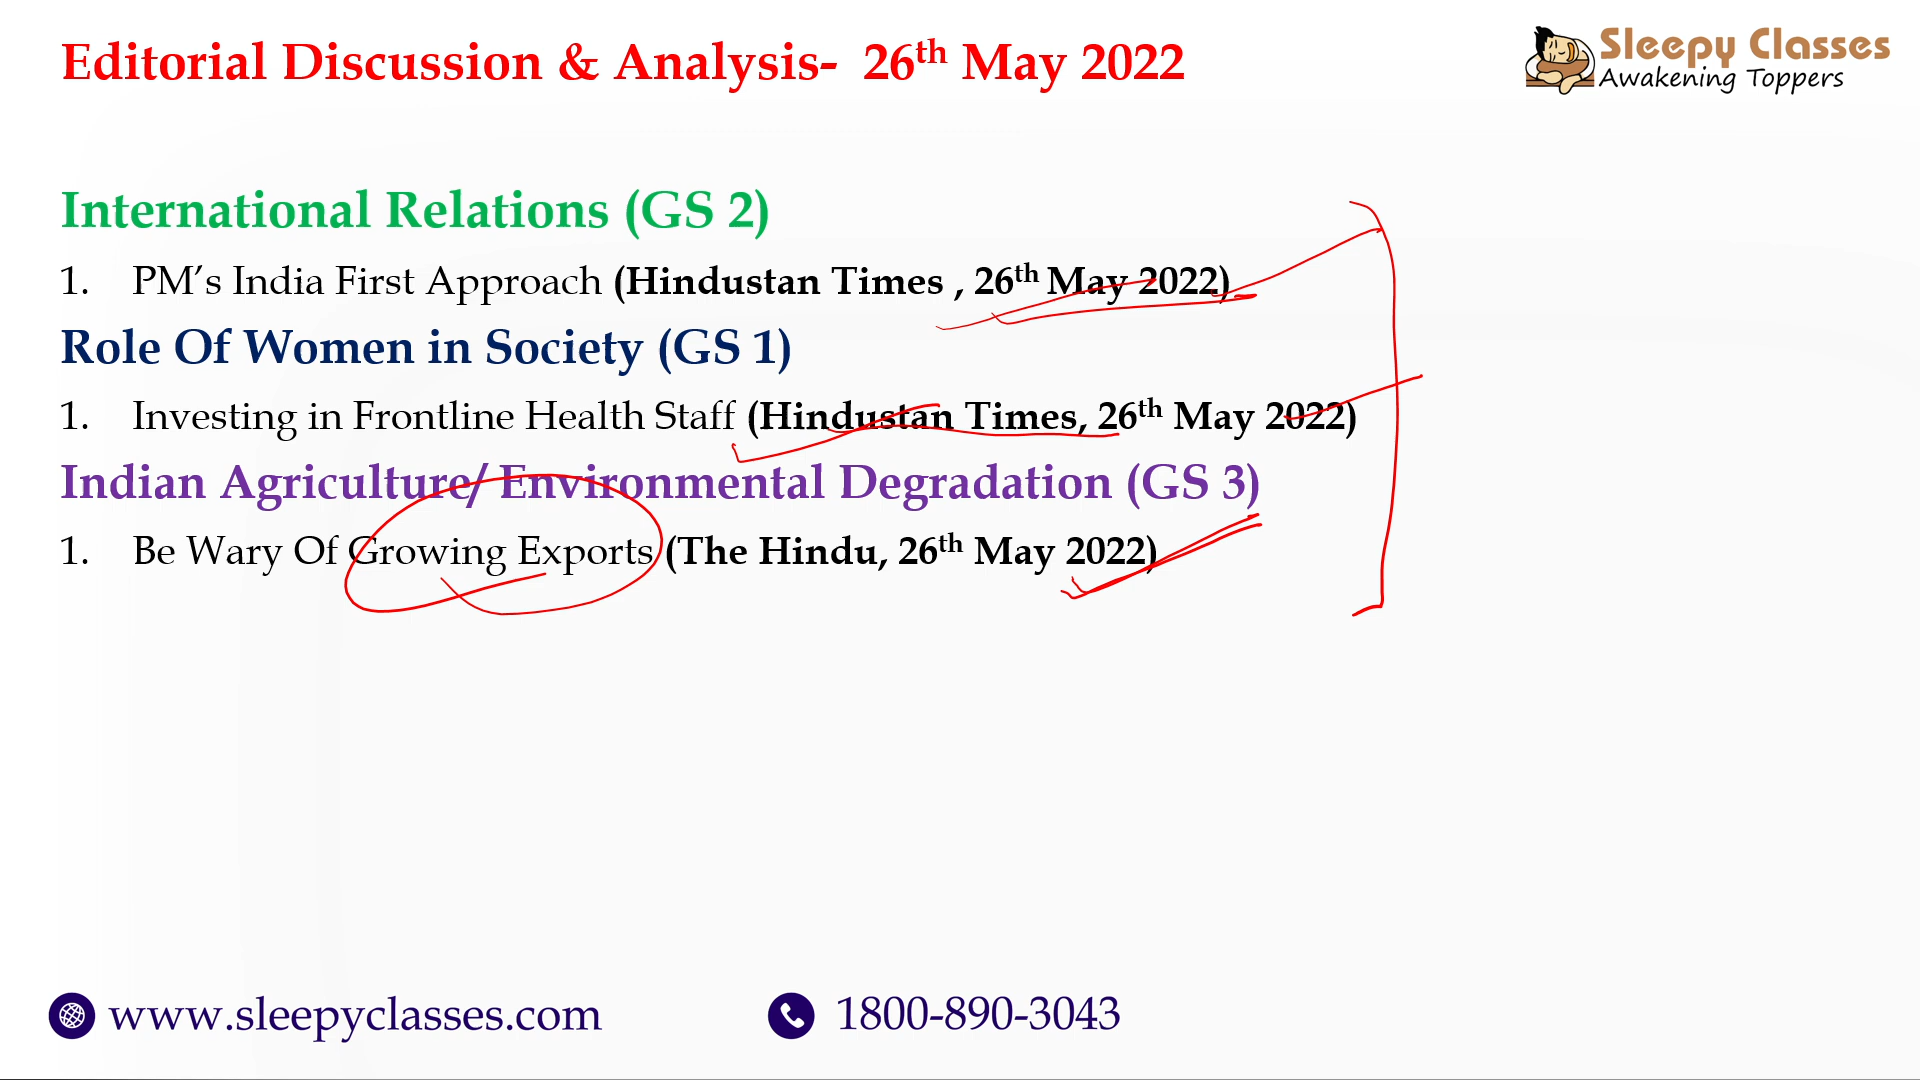 Editorial Discussion & Analysis- 26th May 2022
Sleepy Classes
Awakening Toppers
International Relations (GS 2)
1. PM’s India First Approach (Hindustan Times , 26th May 2022)
Role Of Women in Society (GS 1)
1. Investing in Frontline Health Staff (Hindustan Times, 26th May 2022)
Indian Agriculture/ Environmental Degradation (GS 3)
1. Be Wary Of Growing Exports (The Hindu, 26th May 2022)
www.sleepyclasses.com
1800-890-3043